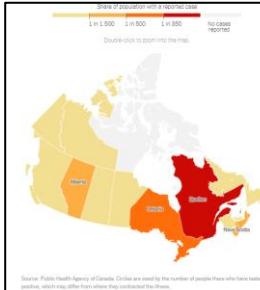 Share of population with a reported case
1 in 1,500
1 in 800
1 in 350
No cases
reported
Double-click to zoom into the map.
Alberta
Ontario
Quebec
Nova Scotia
Source: Public Health Agency of Canada. Circles are sized by the number of people there who have tested
positive, which may differ from where they contracted the illness.